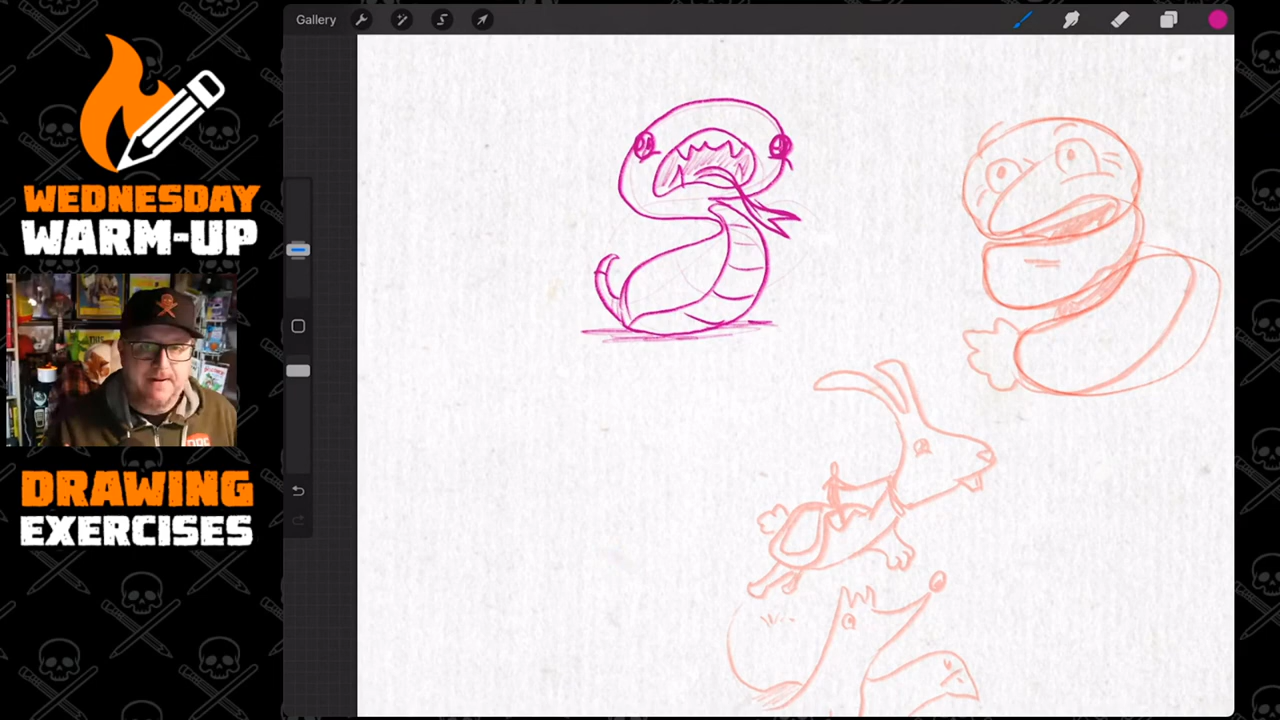 Gallery
WEDNESDAY
WARM-UP
DRAWING
EXERCISES